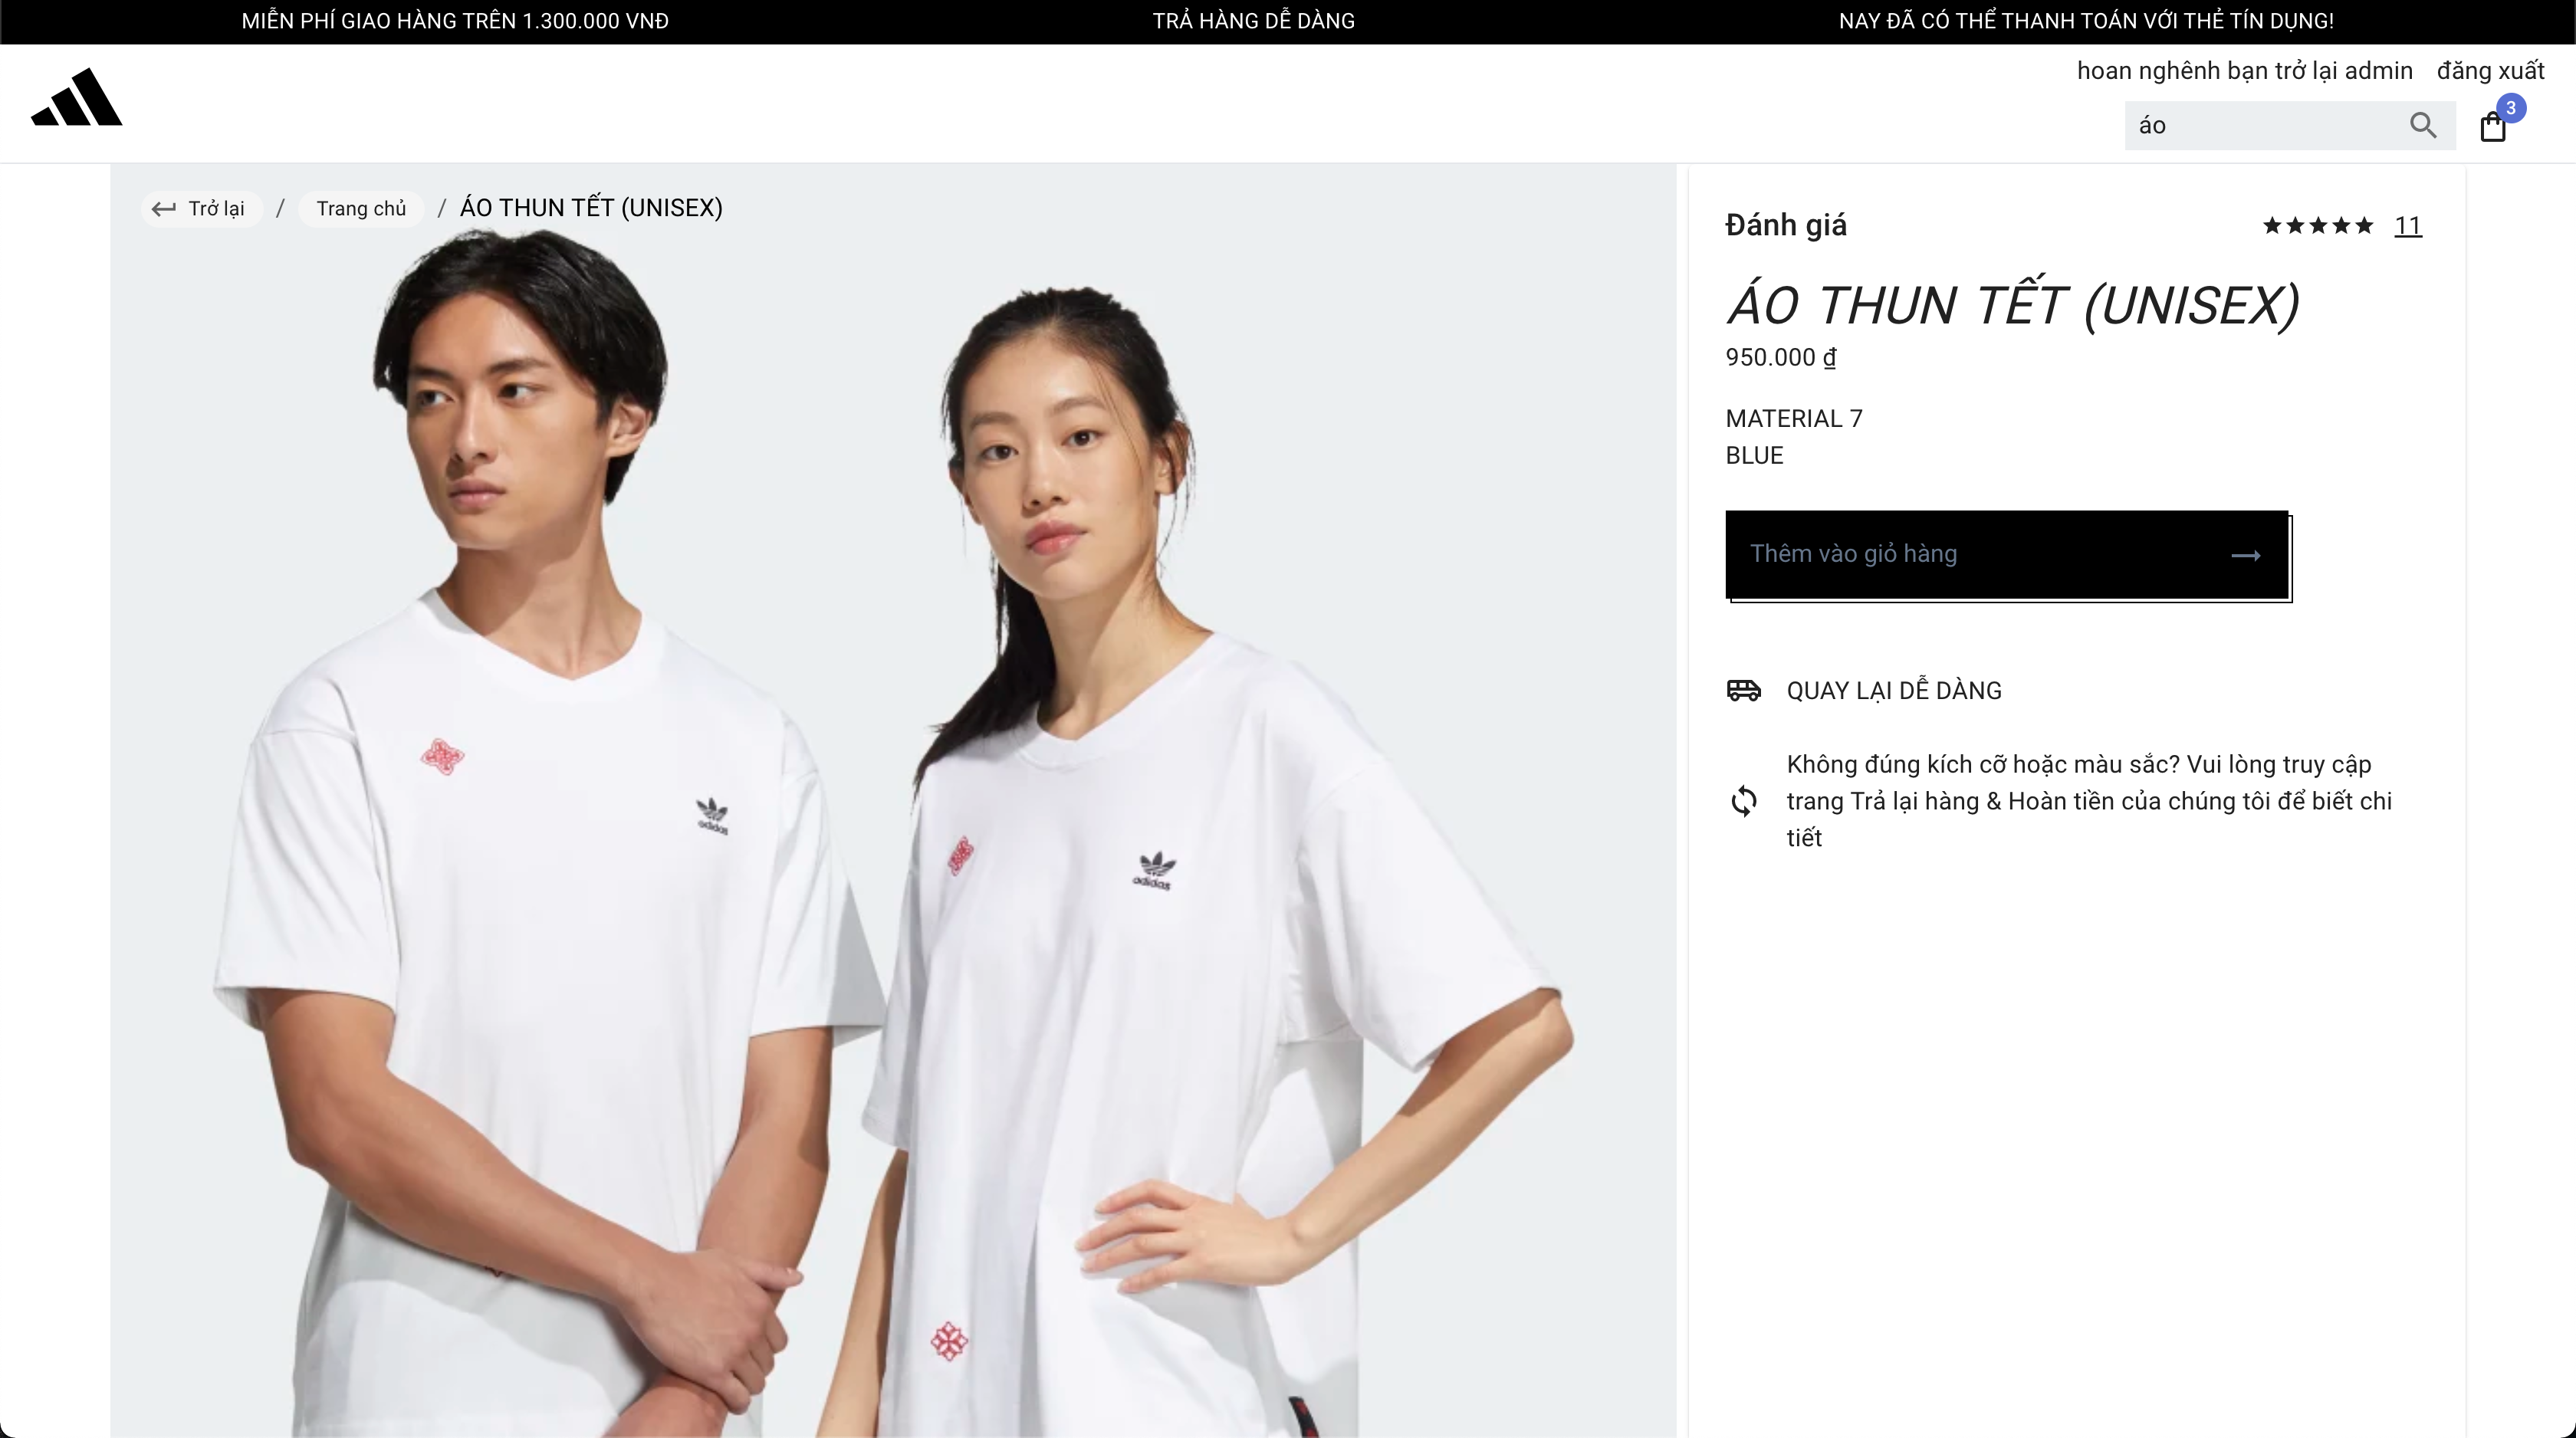 MIỄN PHÍ GIAO HÀNG TRÊN 1.300.000 VNĐ
TRẢ HÀNG DỄ DÀNG
NAY ĐÃ CÓ THỂ THANH TOÁN VỚI THẺ TÍN DỤNG!
hoan nghênh bạn trở lại admin đăng xuất
áo
3
Trở lại / Trang chủ / ÁO THUN TẾT (UNISEX)
Đánh giá 11
ÁO THUN TẾT (UNISEX)
950.000 ₫
MATERIAL 7
BLUE
Thêm vào giỏ hàng
QUAY LẠI DỄ DÀNG
Không đúng kích cỡ hoặc màu sắc? Vui lòng truy cập
trang Trả lại hàng & Hoàn tiền của chúng tôi để biết chi
tiết
adidas
adidas